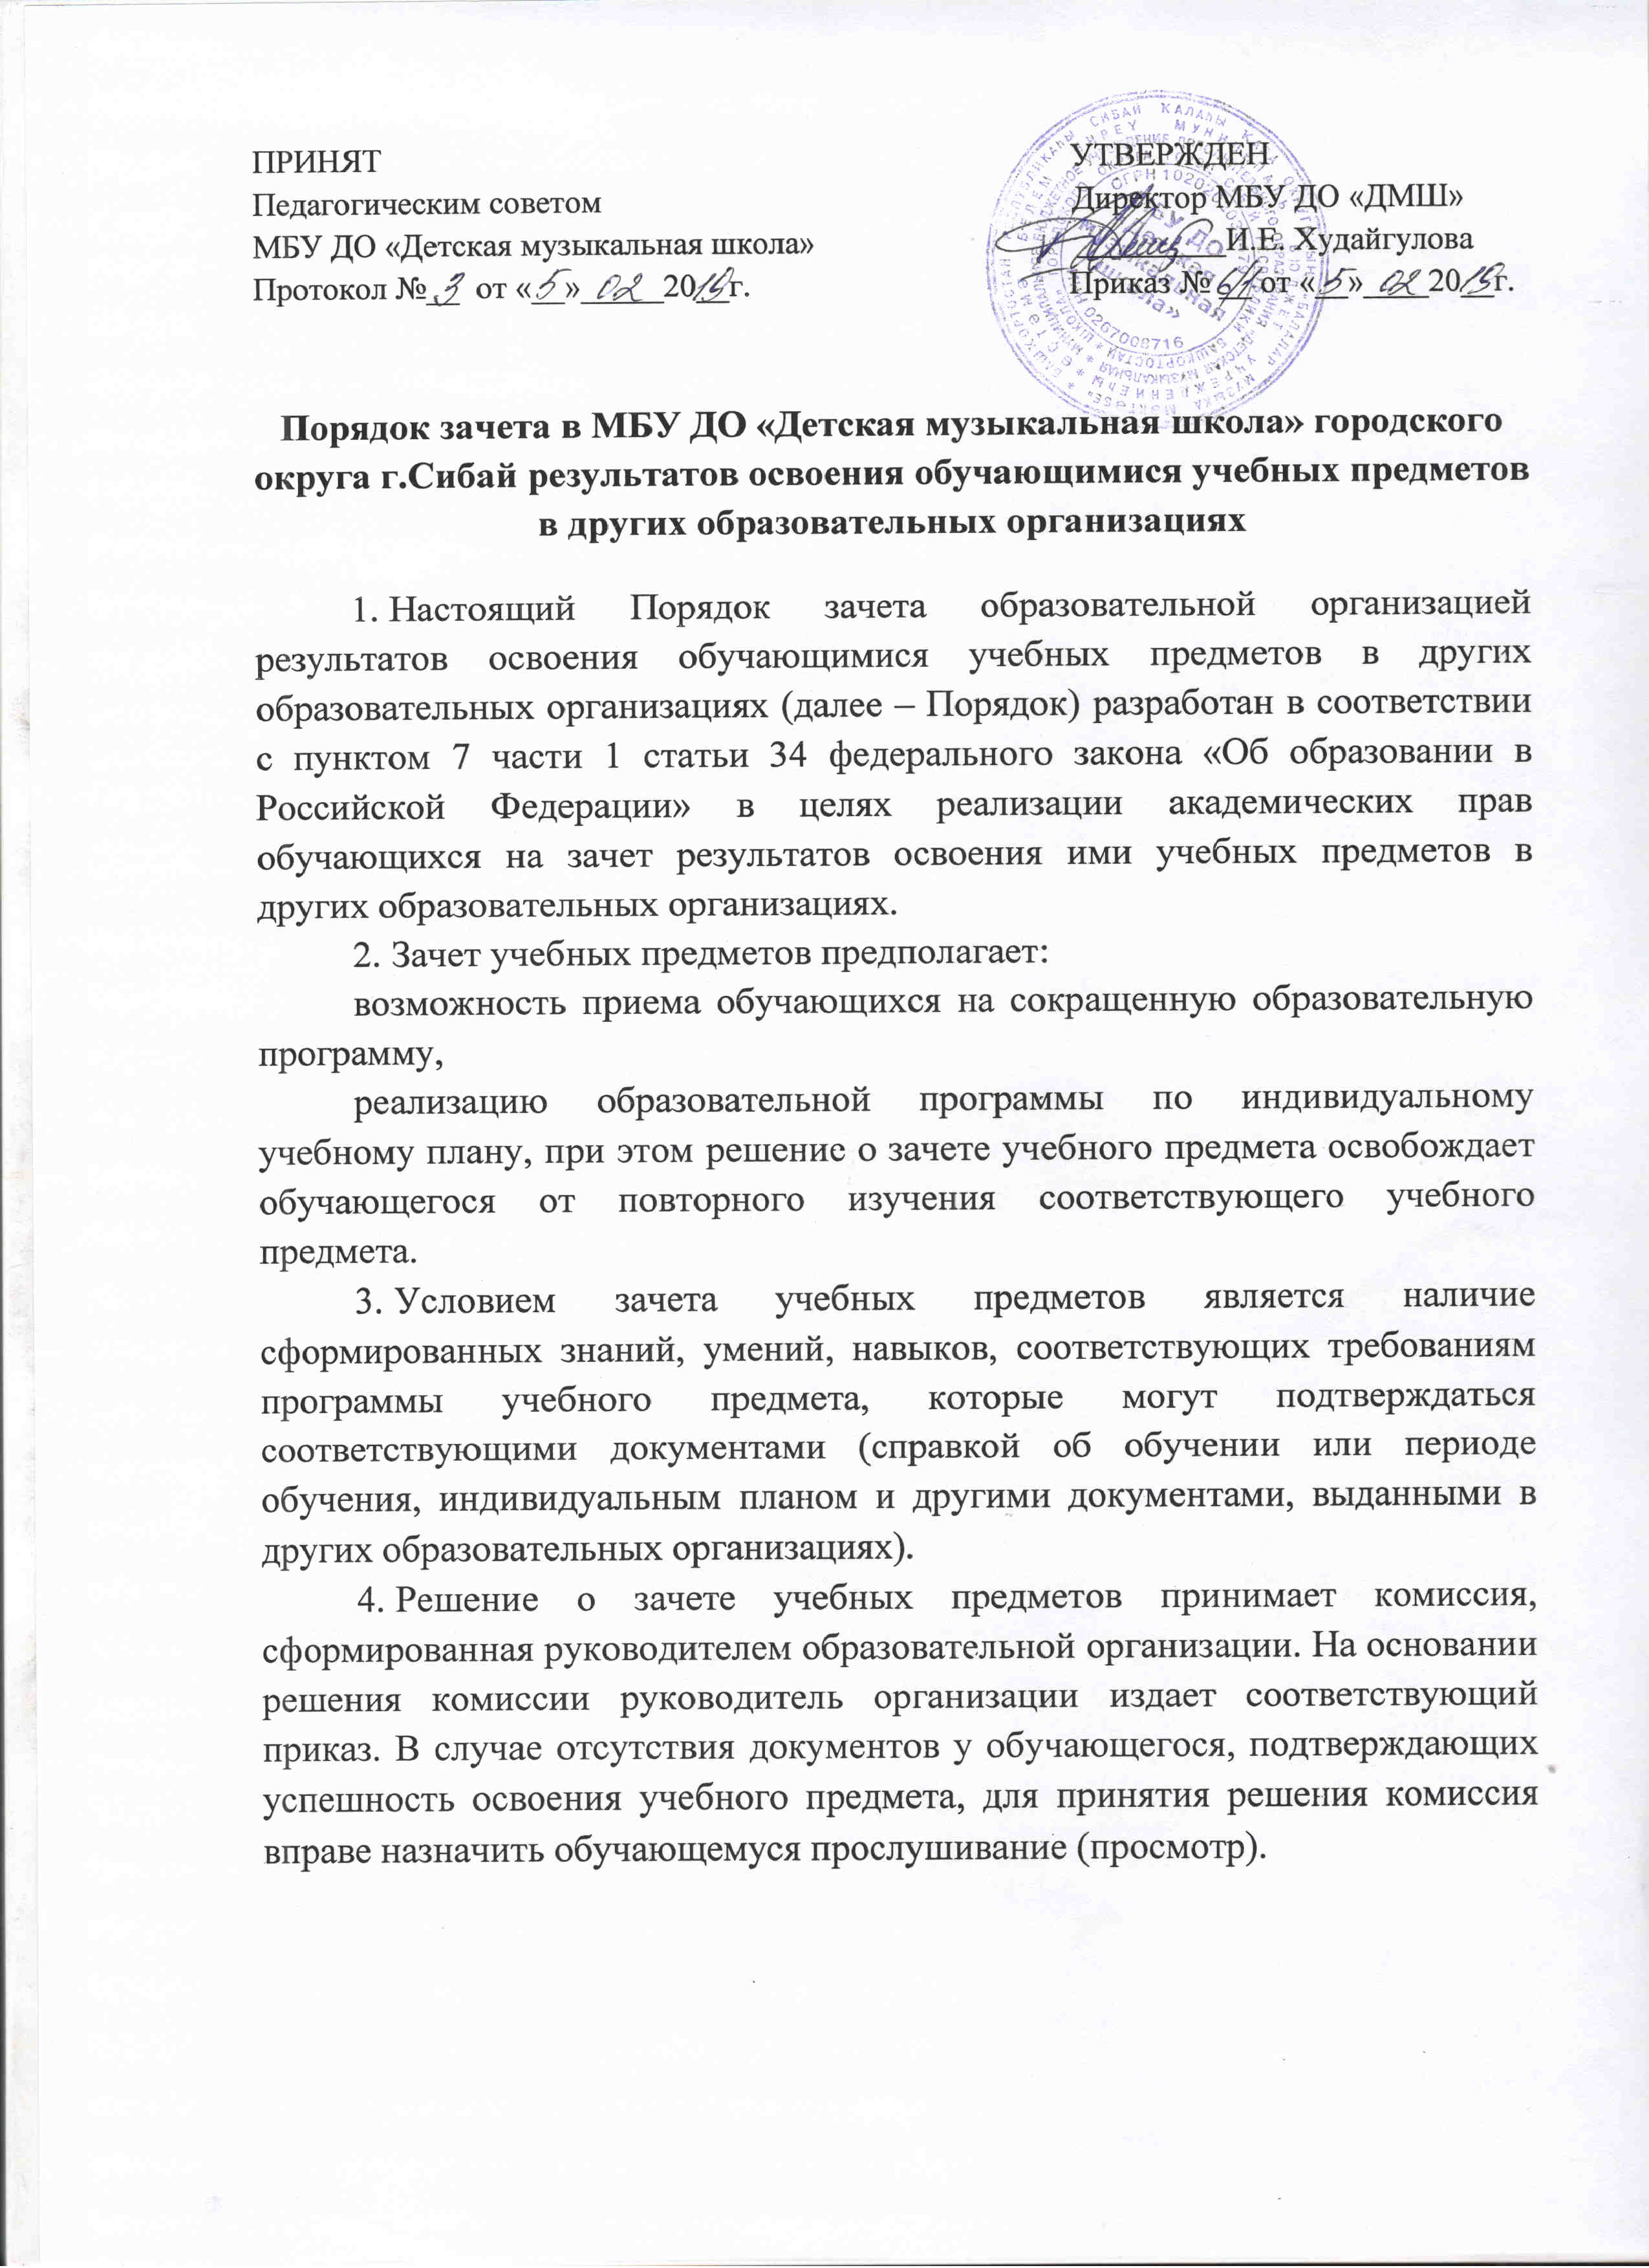 ПРИНЯТ
Педагогическим советом
МБУ ДО «Детская музыкальная школа»
Протокол № 3 от «5» 02 2019г.
УТВЕРЖДЕН
Директор МБУ ДО «ДМШ»
И.Е. Худайгулова
Приказ № от «5» 02 2019г.
0267008716
Порядок зачета в МБУ ДО «Детская музыкальная школа» городского
округа г.Сибай результатов освоения обучающимися учебных предметов
в других образовательных организациях
1. Настоящий Порядок зачета образовательной организацией
результатов освоения обучающимися учебных предметов в других
образовательных организациях (далее – Порядок) разработан в соответствии
с пунктом 7 части 1 статьи 34 федерального закона «Об образовании в
Российской Федерации» в целях реализации академических прав
обучающихся на зачет результатов освоения ими учебных предметов в
других образовательных организациях.
2. Зачет учебных предметов предполагает:
возможность приема обучающихся на сокращенную образовательную
программу,
реализацию образовательной программы по индивидуальному
учебному плану, при этом решение о зачете учебного предмета освобождает
обучающегося от повторного изучения соответствующего учебного
предмета.
3. Условием зачета учебных предметов является наличие
сформированных знаний, умений, навыков, соответствующих требованиям
программы учебного предмета, которые могут подтверждаться
соответствующими документами (справкой об обучении или периоде
обучения, индивидуальным планом и другими документами, выданными в
других образовательных организациях).
4. Решение о зачете учебных предметов принимает комиссия,
сформированная руководителем образовательной организации. На основании
решения комиссии руководитель организации издает соответствующий
приказ. В случае отсутствия документов у обучающегося, подтверждающих
успешность освоения учебного предмета, для принятия решения комиссия
вправе назначить обучающемуся прослушивание (просмотр).